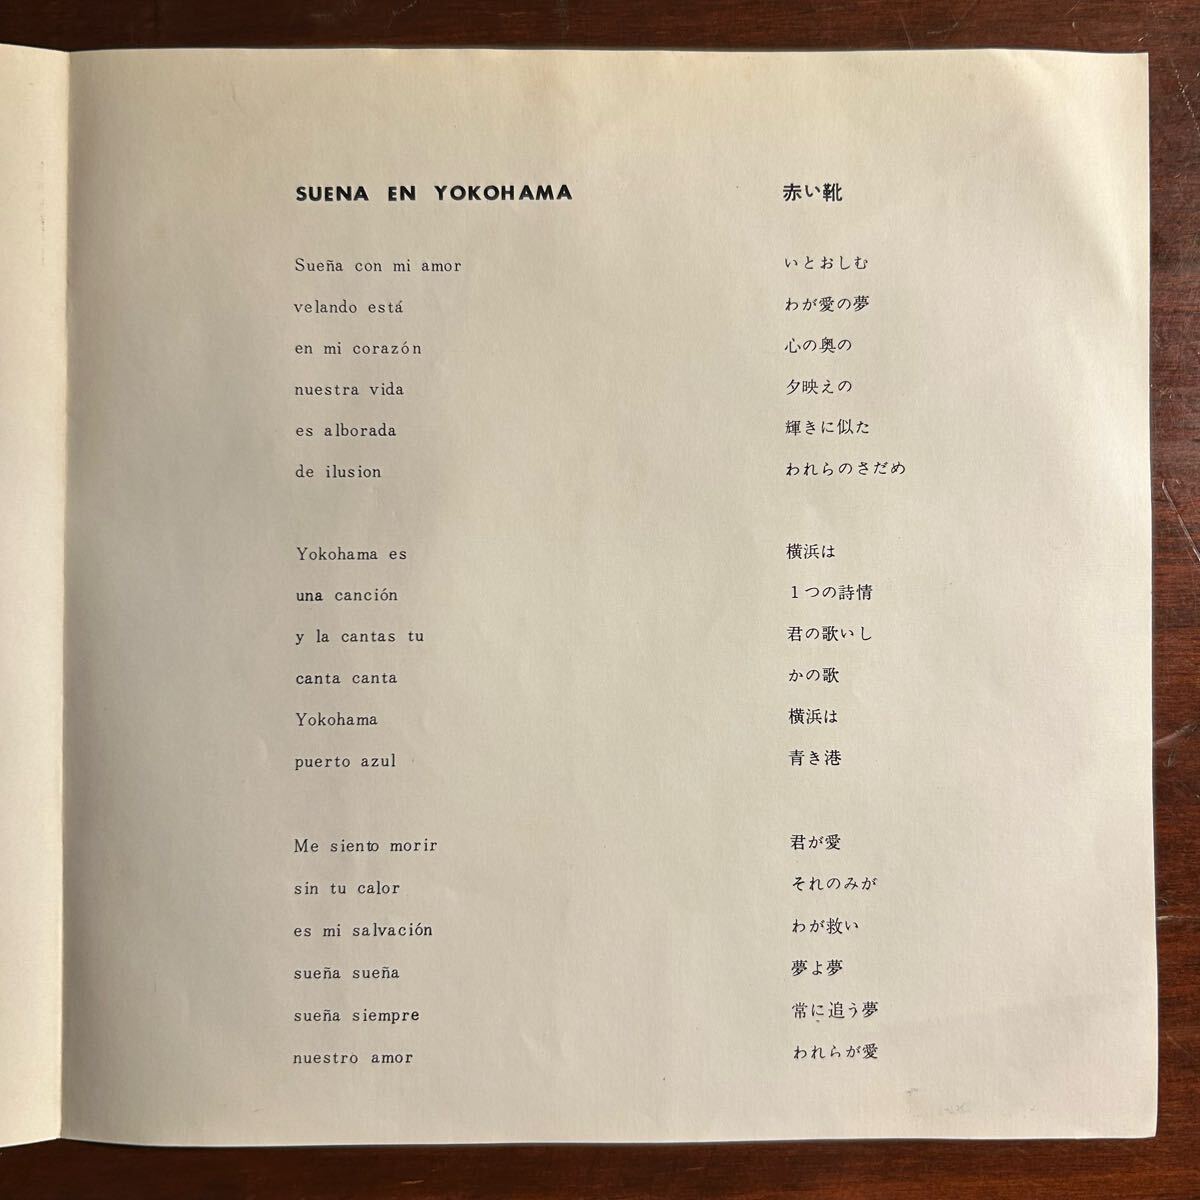 SUENA EN YOKOHAMA
Sueña con mi amor
velando está
en mi corazón
nuestra vida
es alborada
de ilusion
Yokohama es
una canción
y la cantas tu
canta canta
Yokohama
puerto azul
Me siento morir
sin tu calor
es mi salvación
sueña sueña
sueña siempre
nuestro amor
赤い靴
いとおしむ
わが愛の夢
心の奥の
夕映えの
輝きに似た
われらのさだめ
横浜は
1つの詩情
君の歌いし
かの歌
横浜は
青き港
君が愛
それのみが
わが救い
夢よ夢
常に追う夢
われらが愛